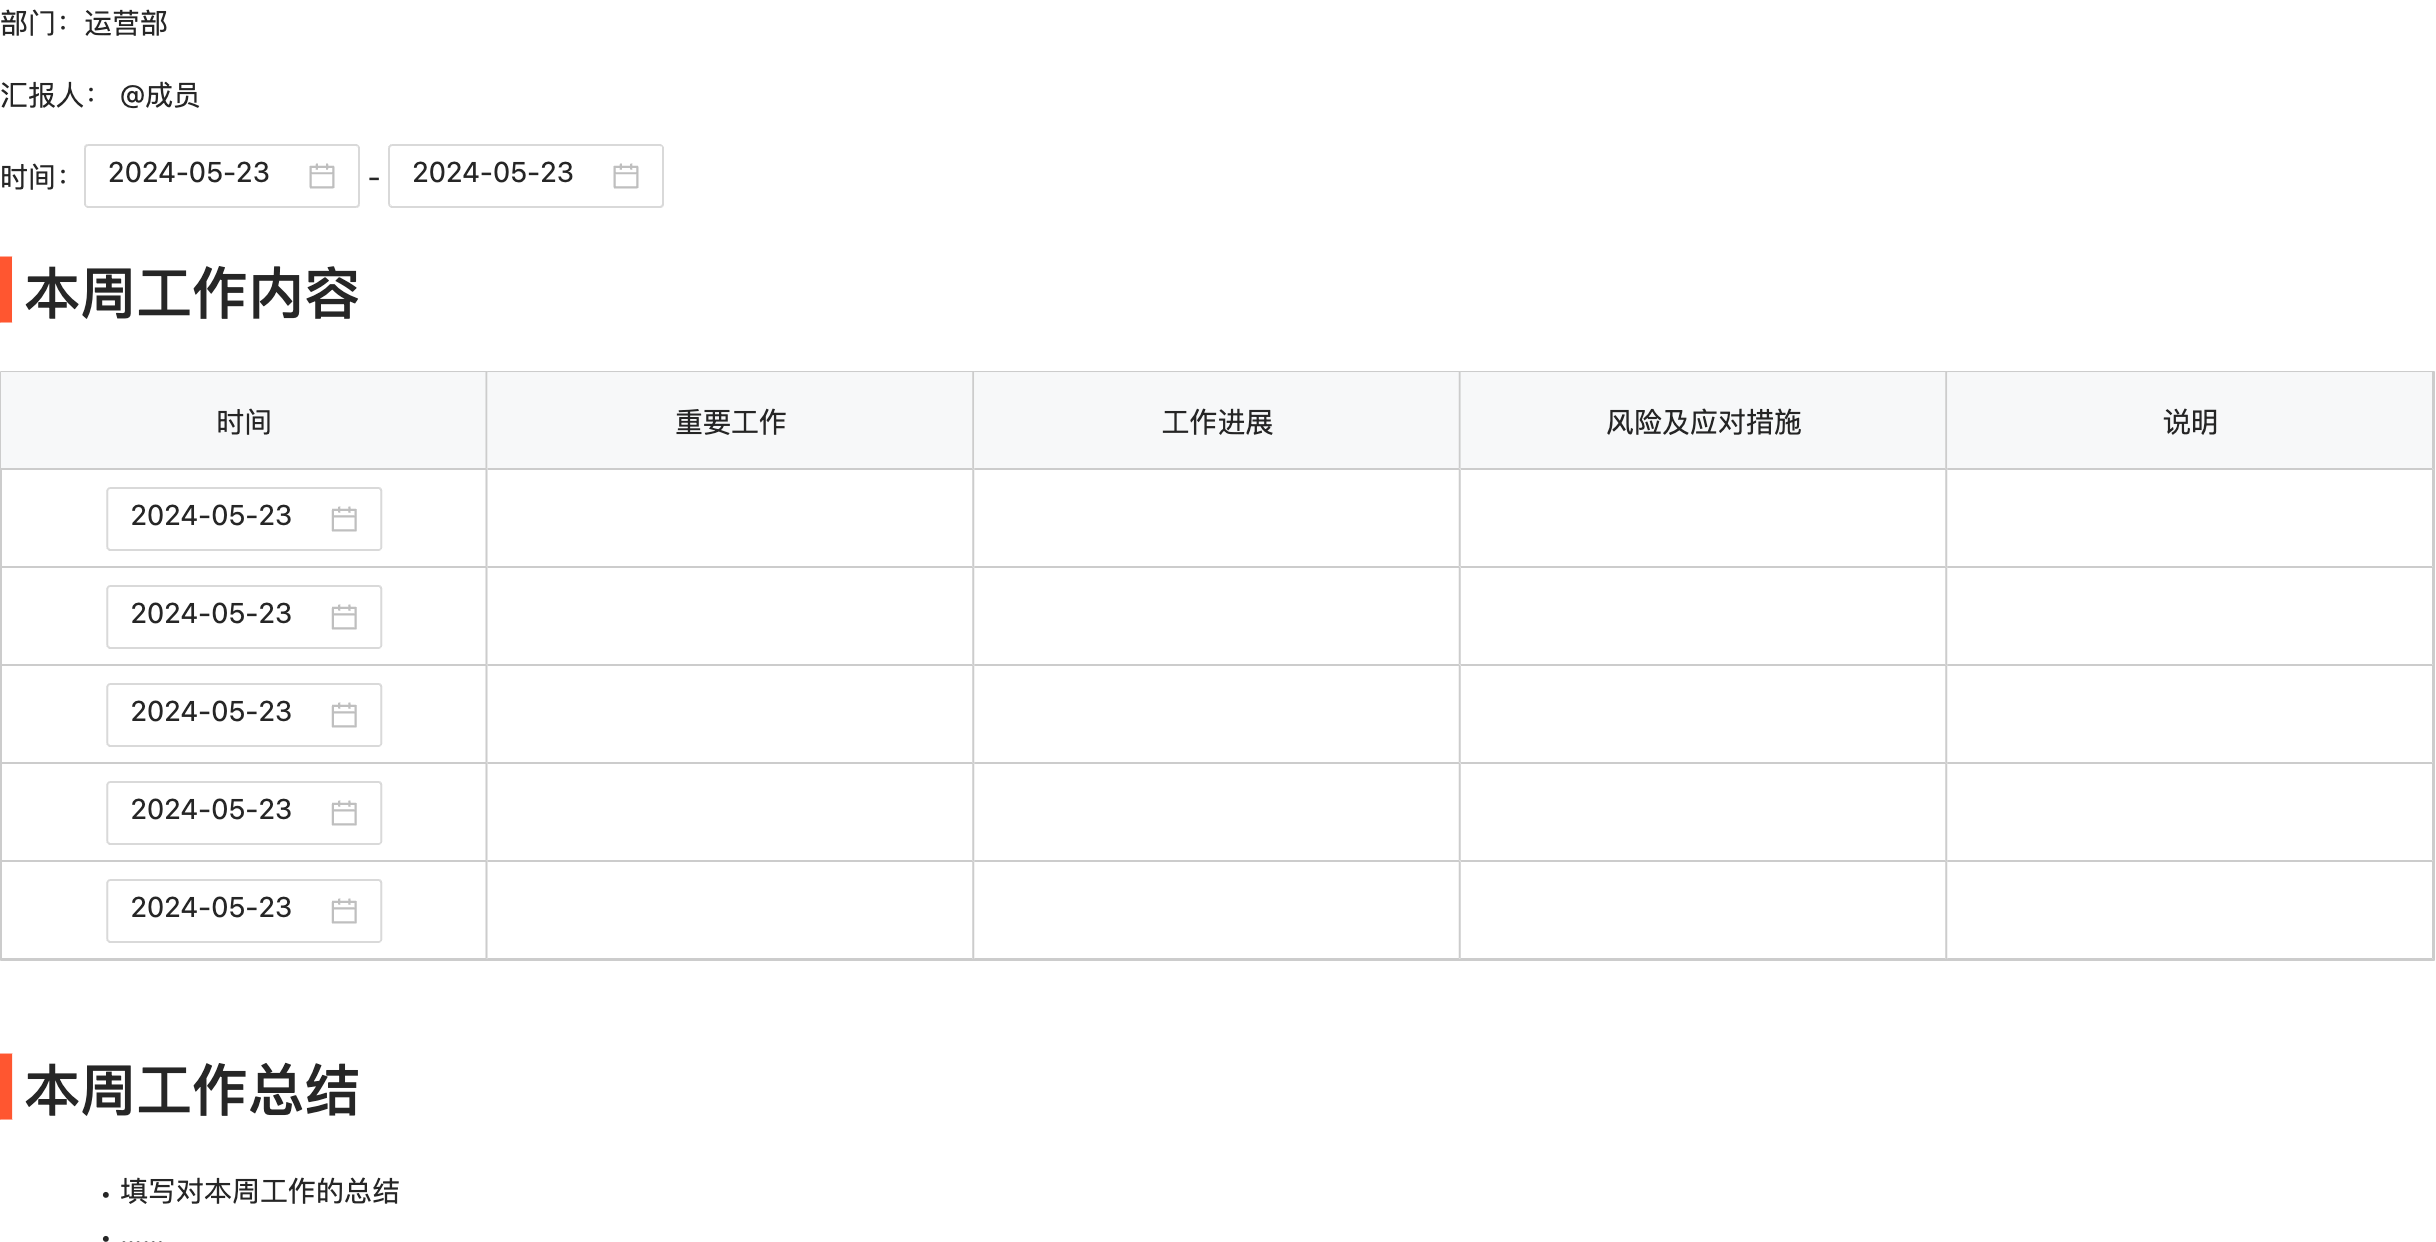 部门：运营部
汇报人： @成员
时间：2024-05-23 - 2024-05-23
本周工作内容
时间 重要工作 工作进展 风险及应对措施 说明
2024-05-23
2024-05-23
2024-05-23
2024-05-23
2024-05-23
本周工作总结
• 填写对本周工作的总结
• ......